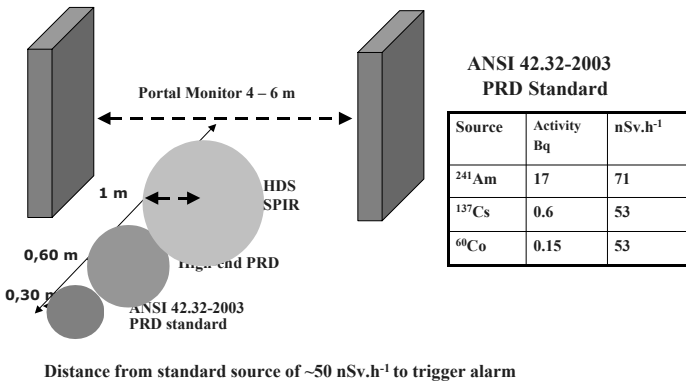 ANSI 42.32-2003
PRD Standard
Portal Monitor 4 – 6 m
Source Activity Bq nSv.h-1
241Am 17 71
137Cs 0.6 53
60Co 0.15 53
1 m
HDS
SPIR
0,60 m
High-end PRD
0,30 m
ANSI 42.32-2003
PRD standard
Distance from standard source of ~50 nSv.h-1 to trigger alarm